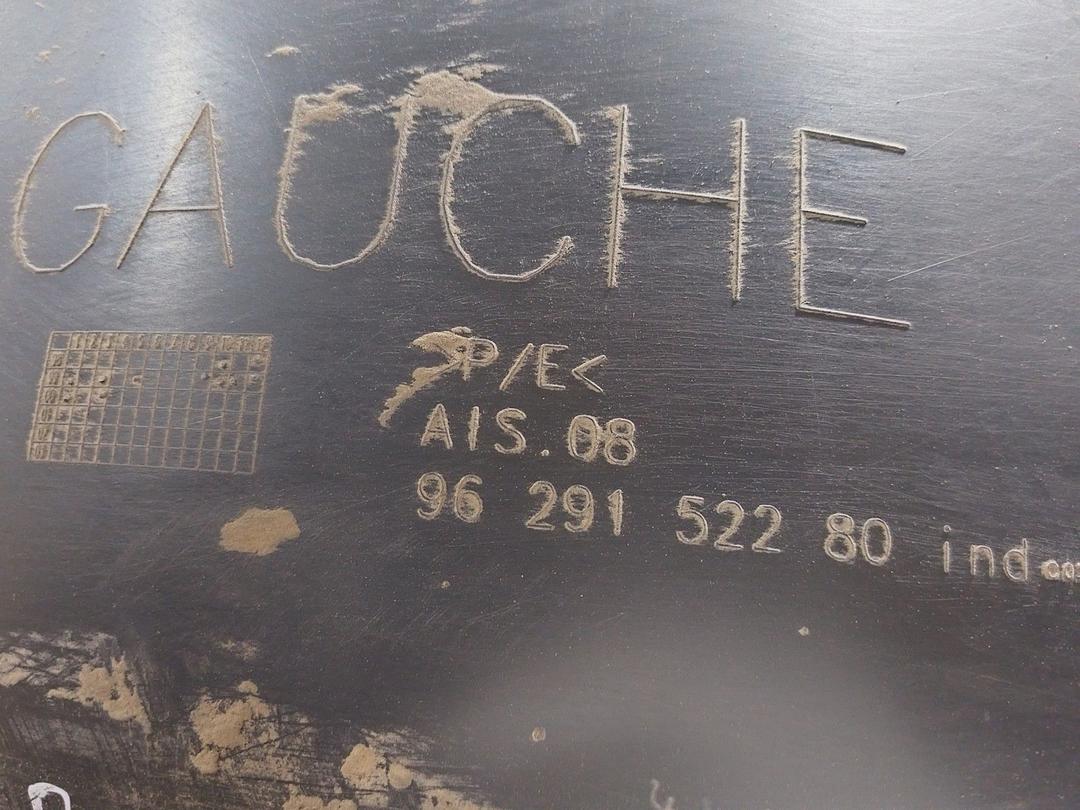 GAUCHE
>P/E<
AIS.08
96 291 522 80 ind